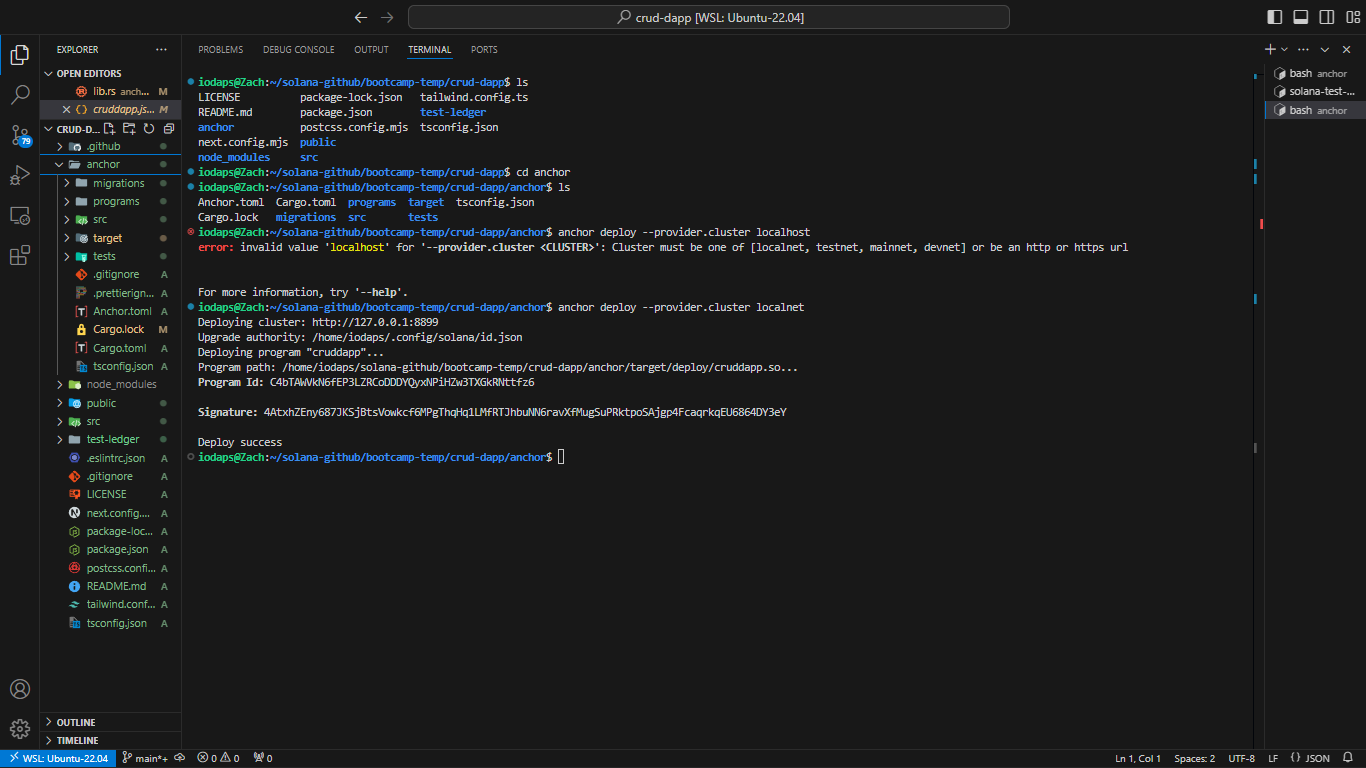 crud-dapp [WSL: Ubuntu-22.04]
EXPLORER
PROBLEMS DEBUG CONSOLE OUTPUT TERMINAL PORTS
OPEN EDITORS
lib.rs anch... M
cruddapp.js... M
CRUD-D...
.github
anchor
migrations
programs
src
target
tests
.gitignore A
.prettierign... A
Anchor.toml A
Cargo.lock M
Cargo.toml A
tsconfig.json A
node_modules
public
src
test-ledger
.eslintrc.json A
.gitignore A
LICENSE A
next.config.... A
package-loc... A
package.json A
postcss.confi... A
README.md A
tailwind.conf... A
tsconfig.json A
OUTLINE
TIMELINE
79
iodaps@Zach:~/solana-github/bootcamp-temp/crud-dapp$ ls
LICENSE package-lock.json tailwind.config.ts
README.md package.json test-ledger
anchor postcss.config.mjs tsconfig.json
next.config.mjs public
node_modules src
iodaps@Zach:~/solana-github/bootcamp-temp/crud-dapp$ cd anchor
iodaps@Zach:~/solana-github/bootcamp-temp/crud-dapp/anchor$ ls
Anchor.toml Cargo.toml programs target tsconfig.json
Cargo.lock migrations src tests
iodaps@Zach:~/solana-github/bootcamp-temp/crud-dapp/anchor$ anchor deploy --provider.cluster localhost
error: invalid value 'localhost' for '--provider.cluster <CLUSTER>': Cluster must be one of [localnet, testnet, mainnet, devnet] or be an http or https url
For more information, try '--help'.
iodaps@Zach:~/solana-github/bootcamp-temp/crud-dapp/anchor$ anchor deploy --provider.cluster localnet
Deploying cluster: http://127.0.0.1:8899
Upgrade authority: /home/iodaps/.config/solana/id.json
Deploying program "cruddapp"...
Program path: /home/iodaps/solana-github/bootcamp-temp/crud-dapp/anchor/target/deploy/cruddapp.so...
Program Id: C4bTAWVkN6fEP3LZRCoDDDYQyxNPiHZw3TXGkRNttfz6
Signature: 4AtxhZEny687JKSjBtsVowkcf6MPgThqHq1LMfRTJhbuNN6ravXfMugSuPRktpoSAjgp4FcaqrkqEU6864DY3eY
Deploy success
iodaps@Zach:~/solana-github/bootcamp-temp/crud-dapp/anchor$
bash anchor
solana-test-...
bash anchor
WSL: Ubuntu-22.04 main*+ 0 0 0 Ln 1, Col 1 Spaces: 2 UTF-8 LF {} JSON